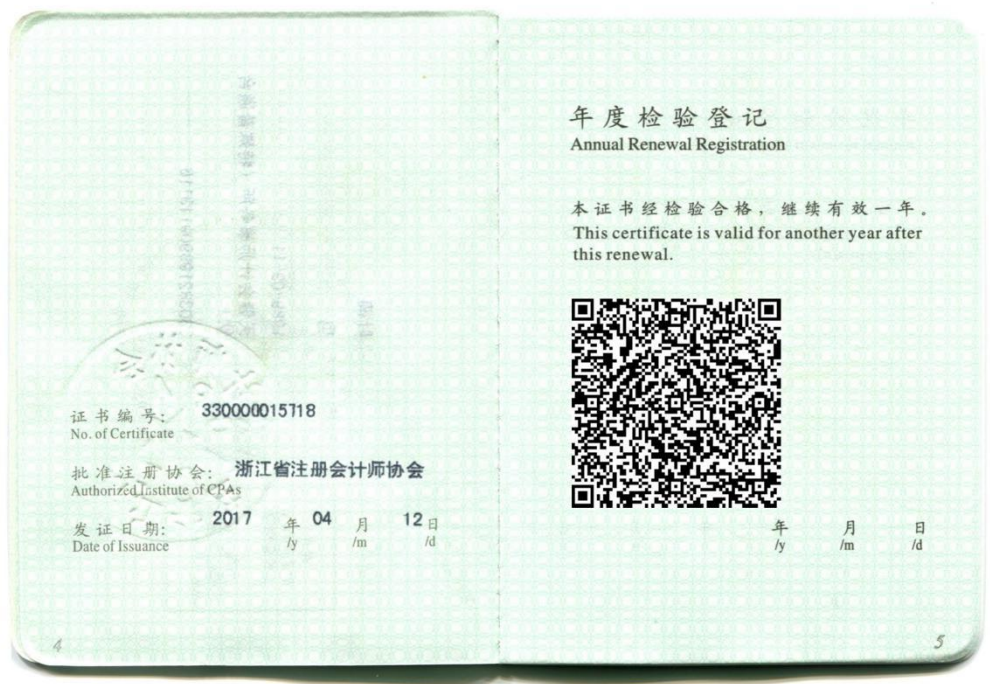 证书编号: 330000015718
No. of Certificate
批准注册协会: 浙江省注册会计师协会
Authorized Institute of CPAs
发证日期: 2017 年 04 月 12 日
Date of Issuance /y /m /d
4
年度检验登记
Annual Renewal Registration
本证书经检验合格，继续有效一年。
This certificate is valid for another year after
this renewal.
年 月 日
/y /m /d
5